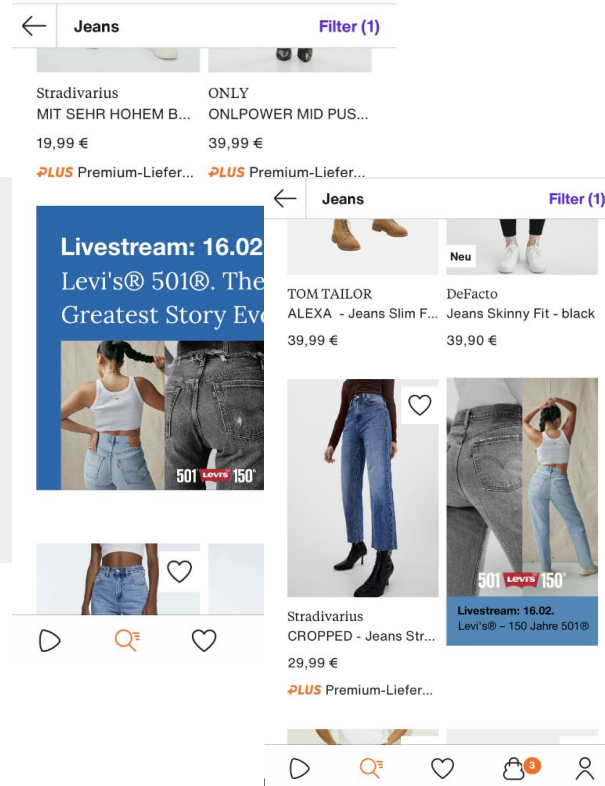 Jeans
Filter (1)
Stradivarius
MIT SEHR HOHEM B...
19,99 €
PLUS Premium-Liefer...
ONLY
ONLPOWER MID PUS...
39,99 €
PLUS Premium-Liefer...
Livestream: 16.02
Levi's® 501®. The
Greatest Story Eve
501 Levi's 150
Jeans
Filter (1)
TOM TAILOR
ALEXA - Jeans Slim F...
39,99 €
Neu
DeFacto
Jeans Skinny Fit - black
39,90 €
Stradivarius
CROPPED - Jeans Str...
29,99 €
PLUS Premium-Liefer...
501 Levi's 150
Livestream: 16.02.
Levi's® – 150 Jahre 501®
3